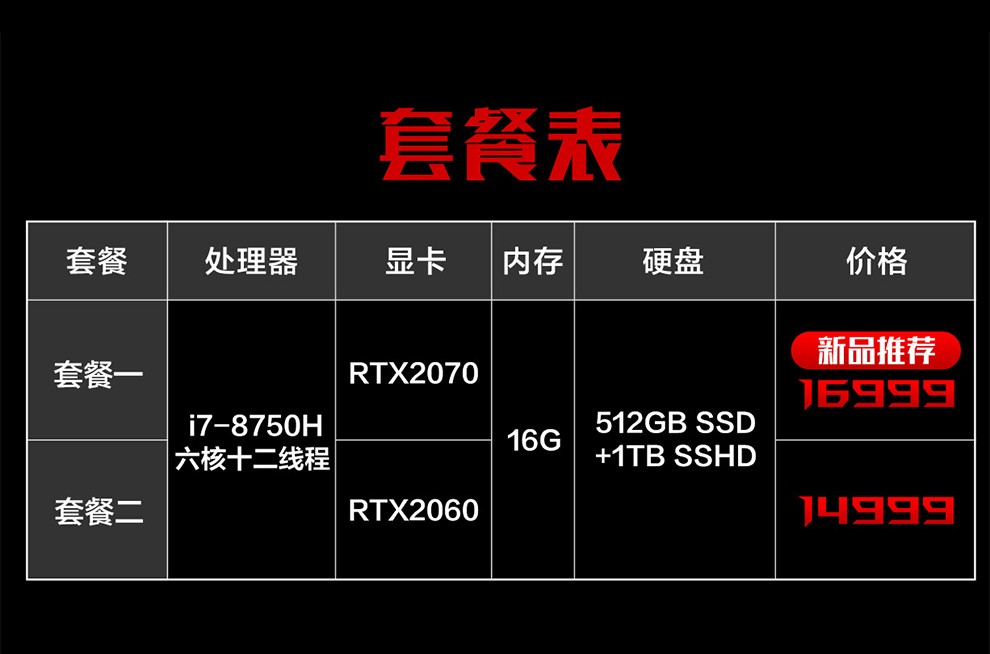 套餐表
套餐 处理器 显卡 内存 硬盘 价格
套餐一 RTX2070 新品推荐
16999
i7-8750H
六核十二线程
16G
512GB SSD
+1TB SSHD
套餐二 RTX2060 14999